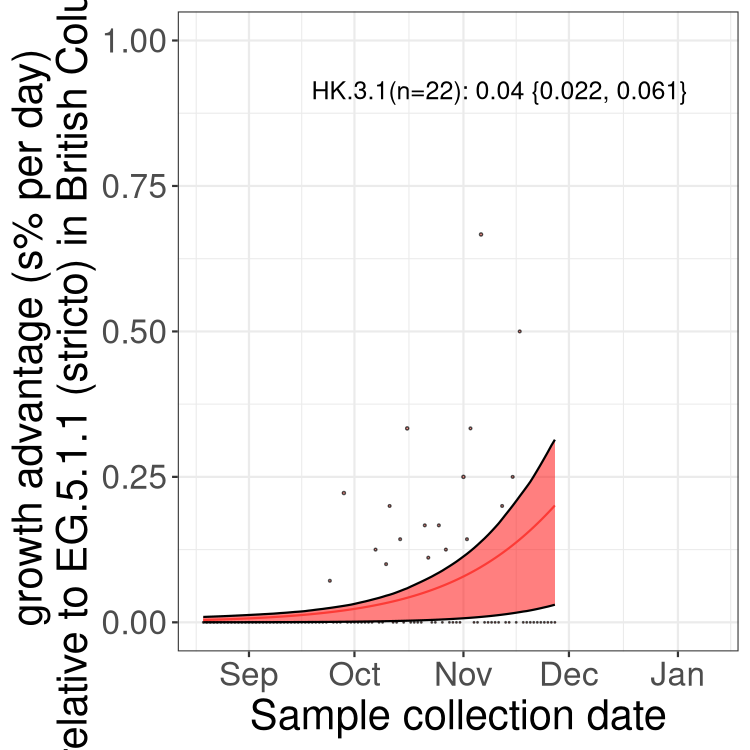 growth advantage (s% per day)
relative to EG.5.1.1 (stricto) in British Colu
1.00
0.75
0.50
0.25
0.00
HK.3.1(n=22): 0.04 {0.022, 0.061}
Sep Oct Nov Dec Jan
Sample collection date